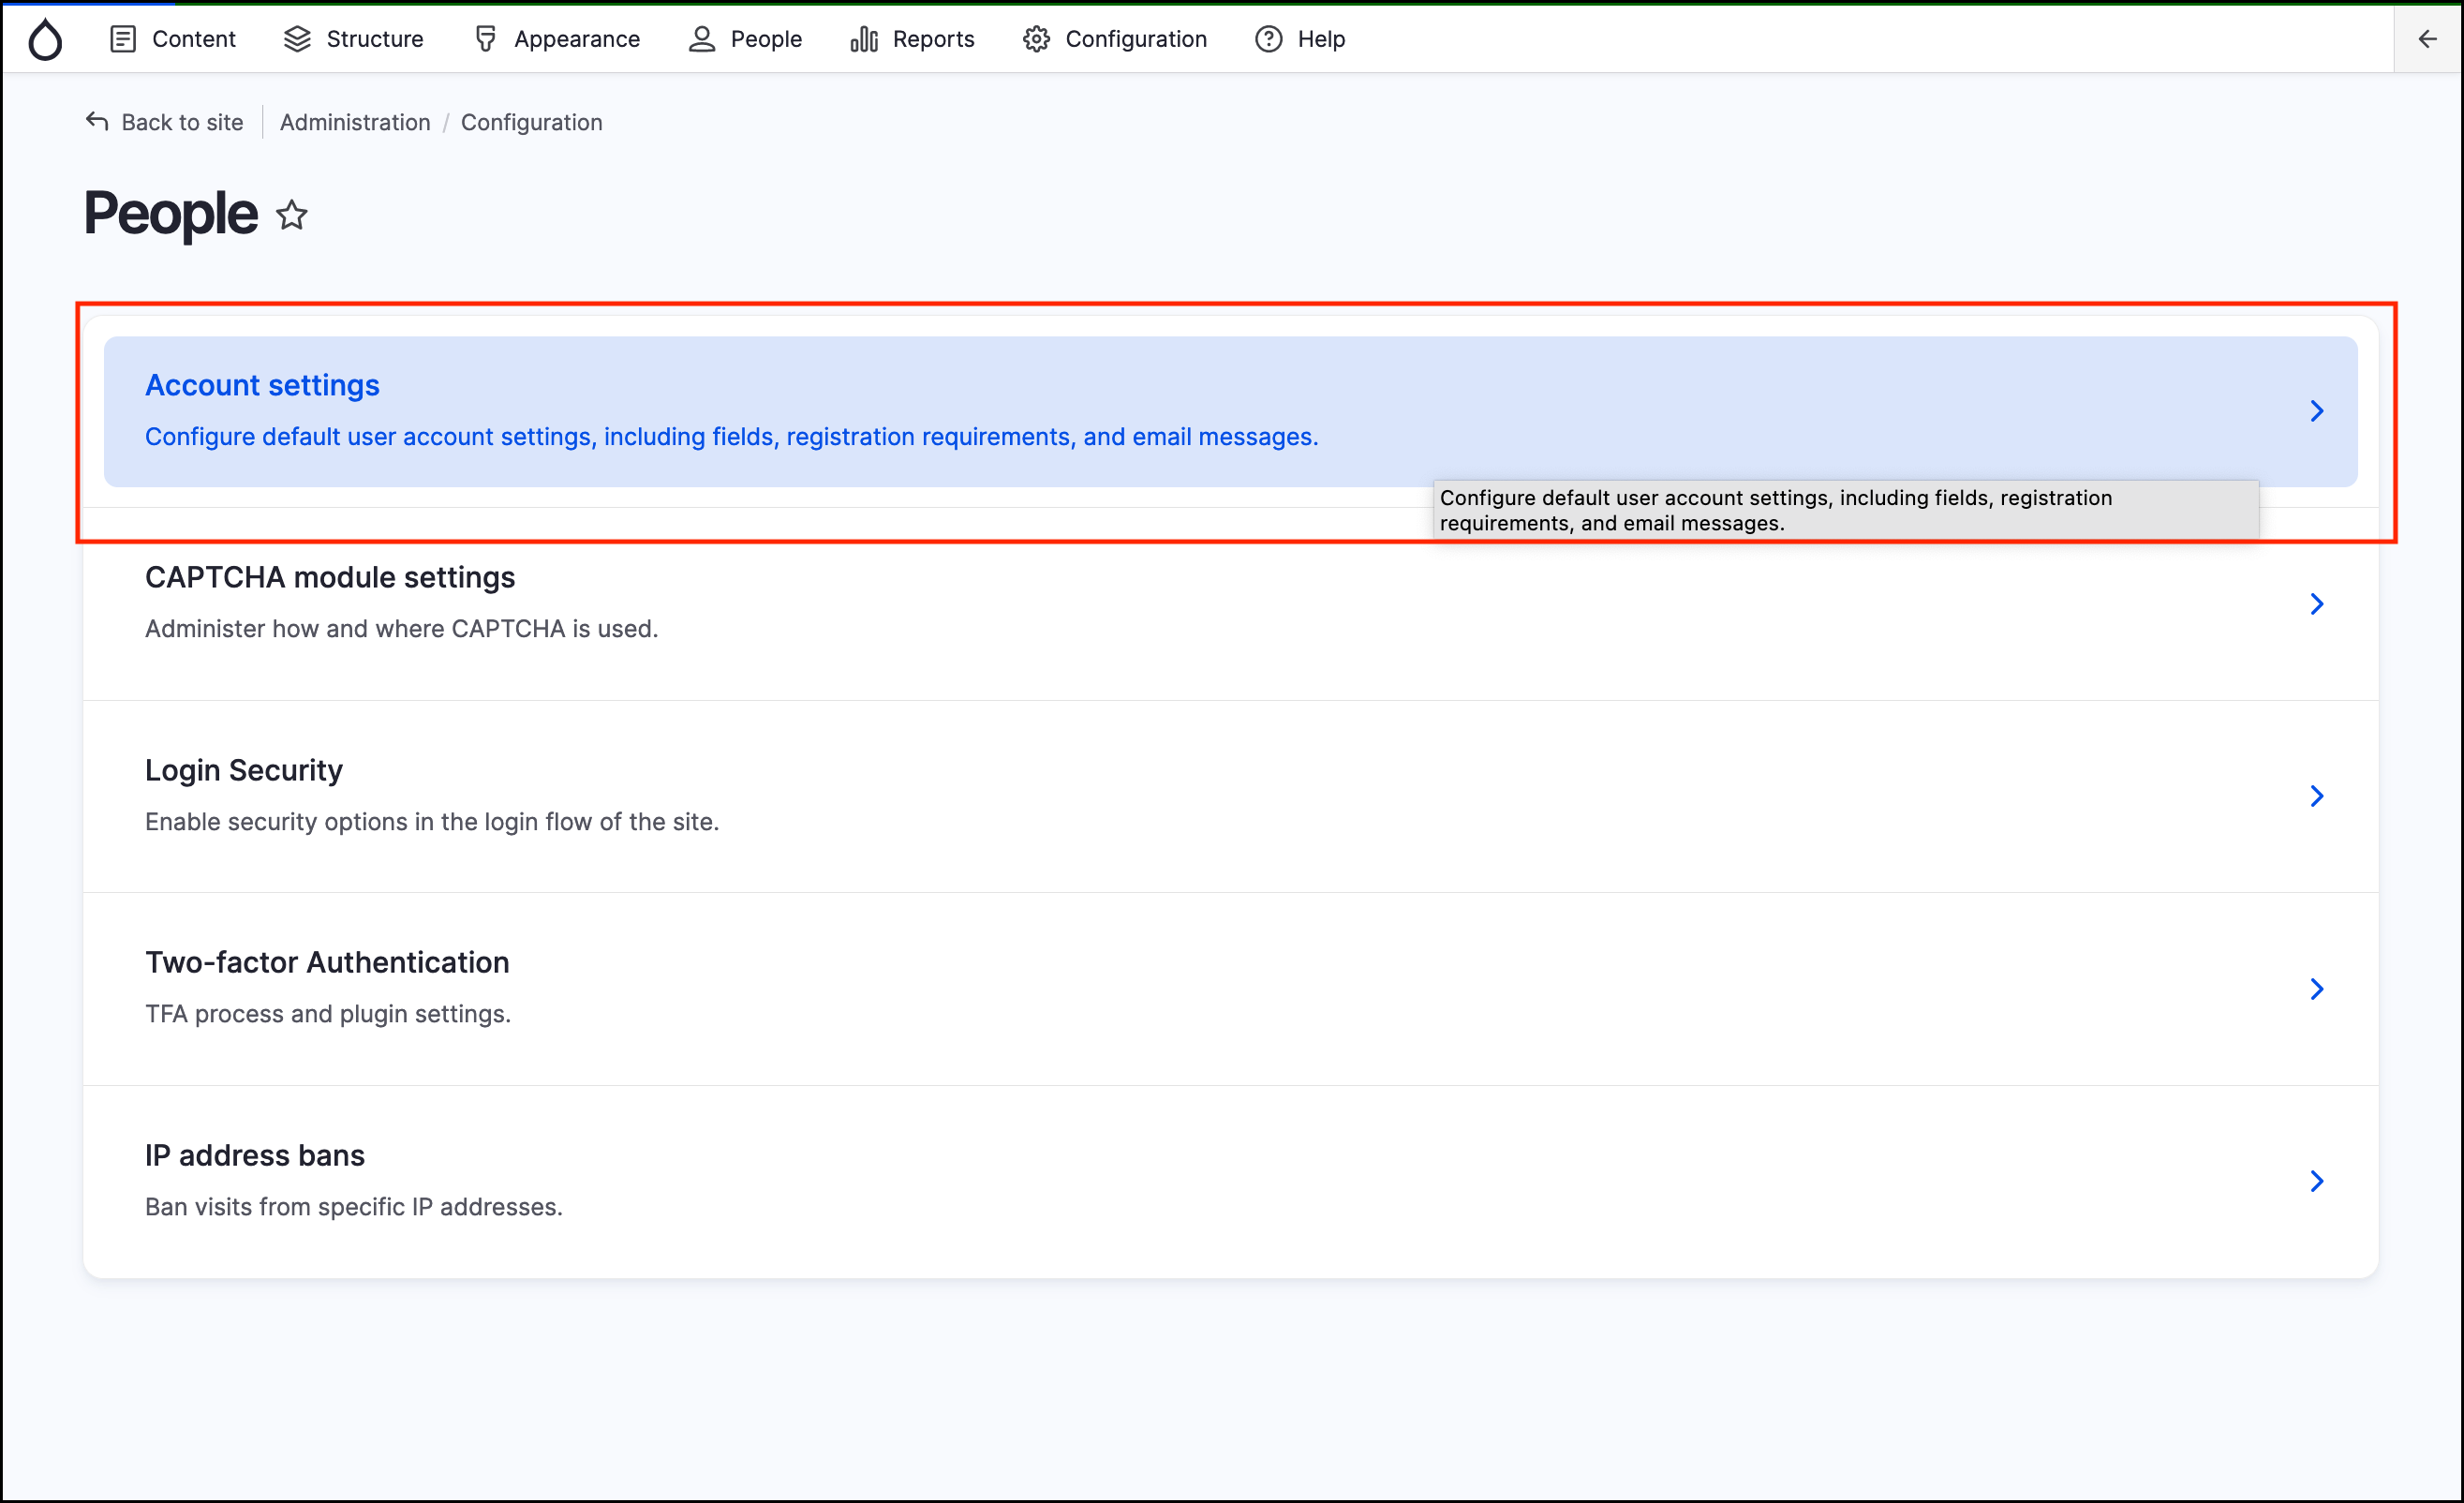 Content Structure Appearance People Reports Configuration Help
Back to site Administration / Configuration
People
Account settings
Configure default user account settings, including fields, registration requirements, and email messages.
Configure default user account settings, including fields, registration
requirements, and email messages.
CAPTCHA module settings
Administer how and where CAPTCHA is used.
Login Security
Enable security options in the login flow of the site.
Two-factor Authentication
TFA process and plugin settings.
IP address bans
Ban visits from specific IP addresses.